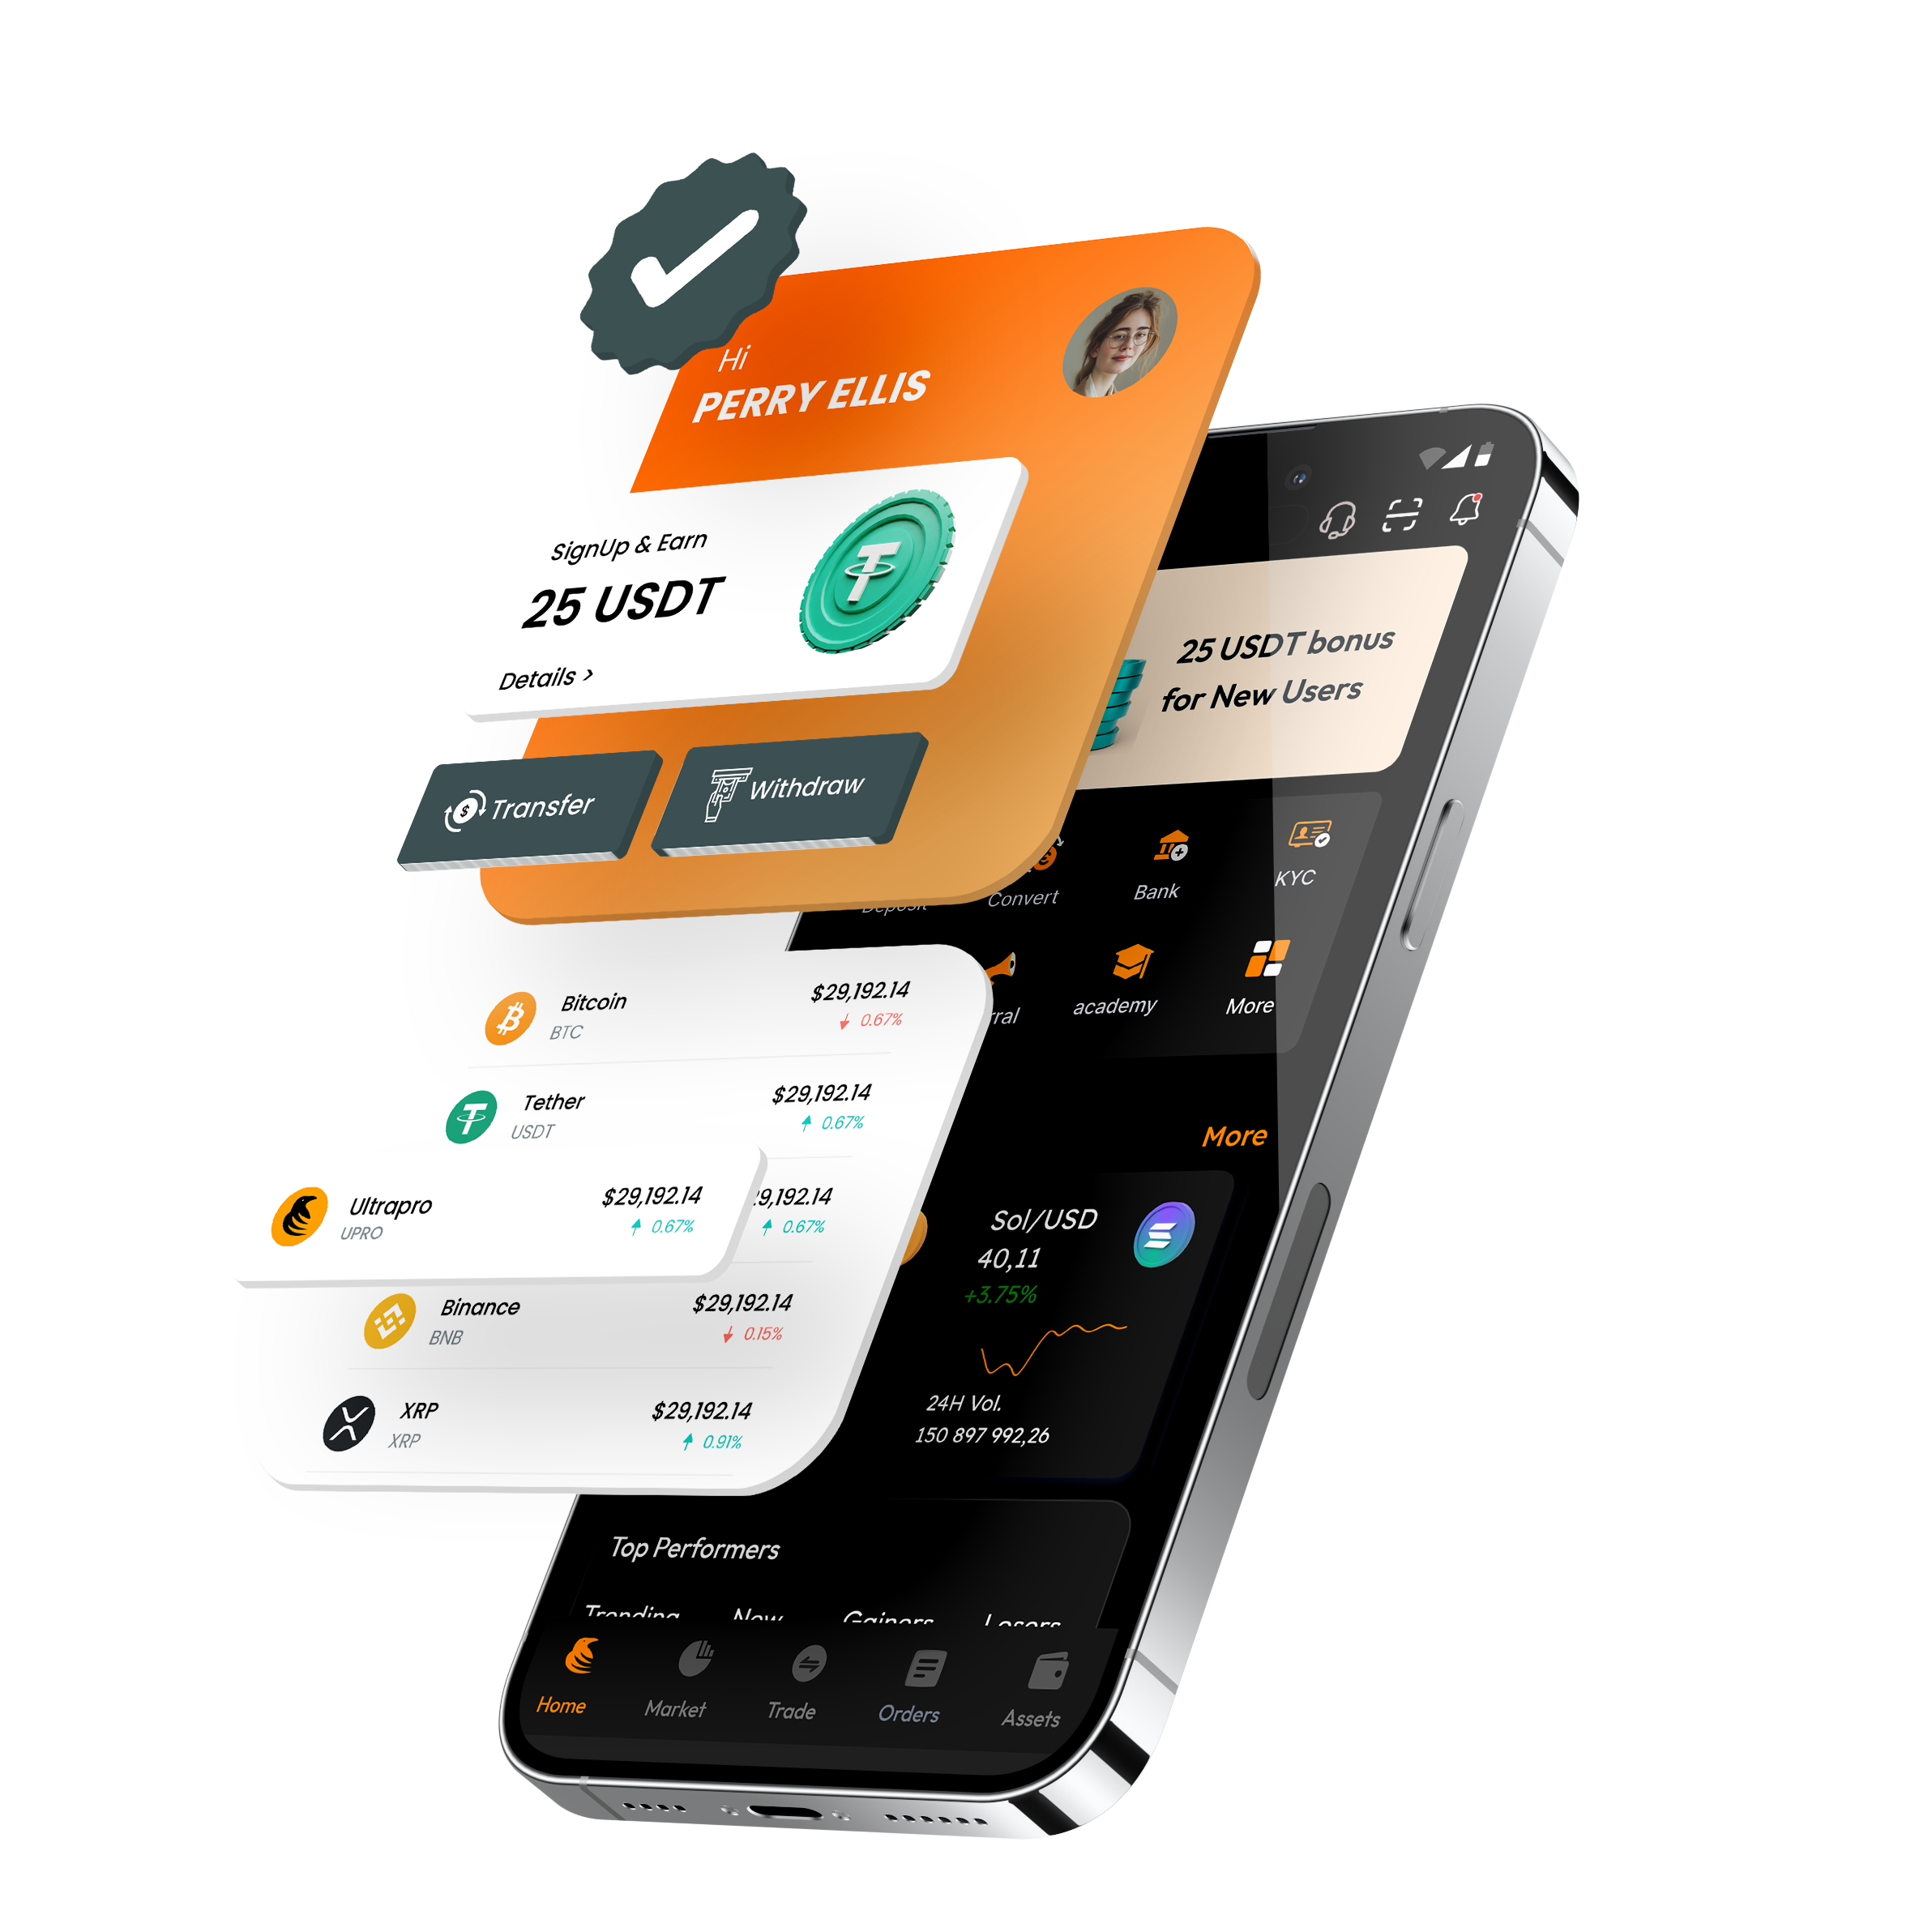 Hi
PERRY ELLIS
SignUp & Earn
25 USDT
Details >
Transfer
Withdraw
25 USDT bonus
for New Users
Deposit
Convert
Bank
KYC
academy
More
Bitcoin
BTC
$29,192.14
0.67%
Tether
USDT
$29,192.14
0.67%
Ultrapro
UPRO
$29,192.14
0.67%
9,192.14
0.67%
Binance
BNB
$29,192.14
0.15%
XRP
XRP
$29,192.14
0.91%
More
Sol/USD
40,11
+3.75%
24H Vol.
150 897 992,26
Top Performers
Trending New Gainers Losers
Home Market Trade Orders Assets